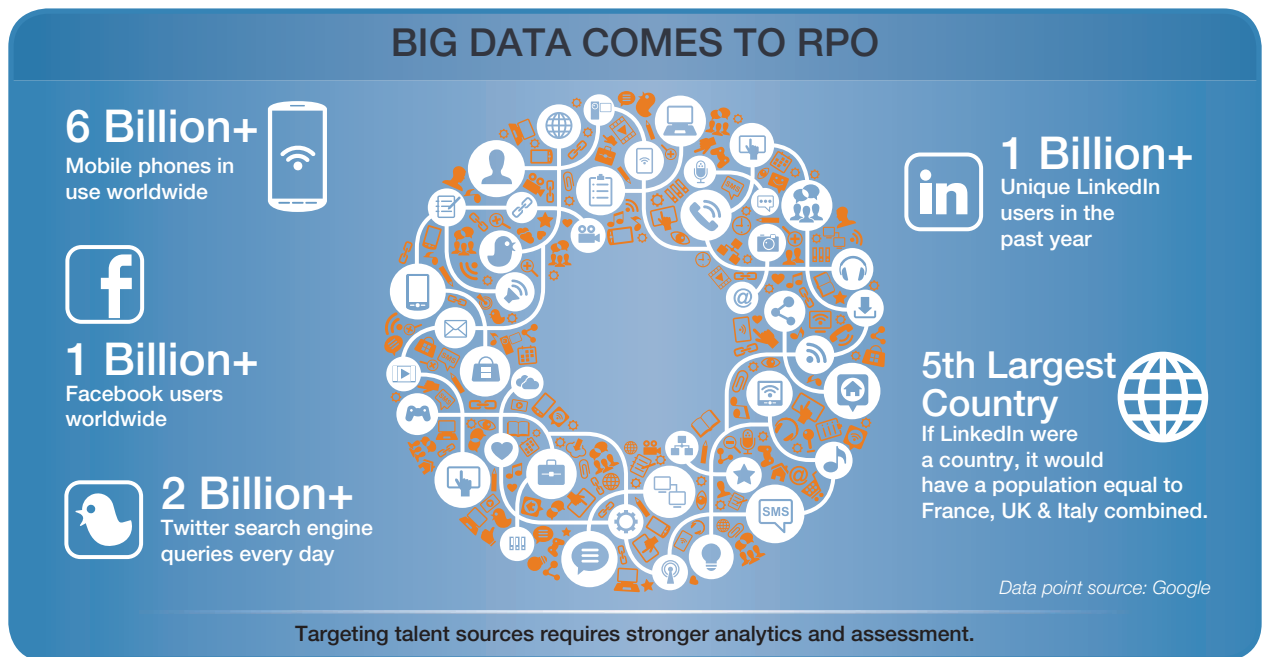 BIG DATA COMES TO RPO
6 Billion+
Mobile phones in
use worldwide
f
1 Billion+
Facebook users
worldwide
2 Billion+
Twitter search engine
queries every day
@
SMS
in
1 Billion+
Unique LinkedIn
users in the
past year
5th Largest
Country
If LinkedIn were
a country, it would
have a population equal to
France, UK & Italy combined.
Data point source: Google
Targeting talent sources requires stronger analytics and assessment.